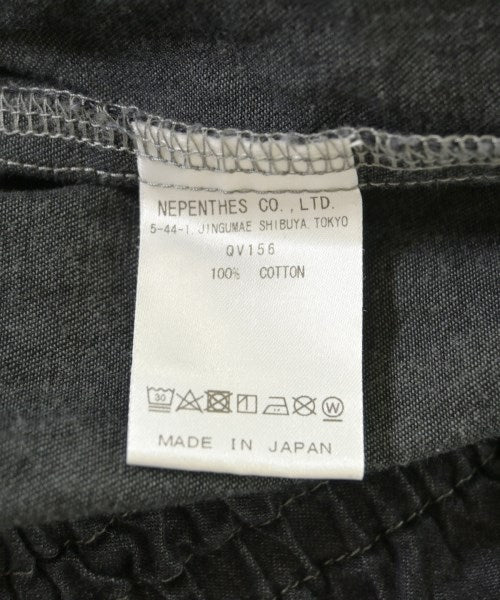 NEPENTHES CO.,LTD.
5-44-1, JINGUMAE SHIBUYA, TOKYO
QV156
100% COTTON
30
W
MADE IN JAPAN